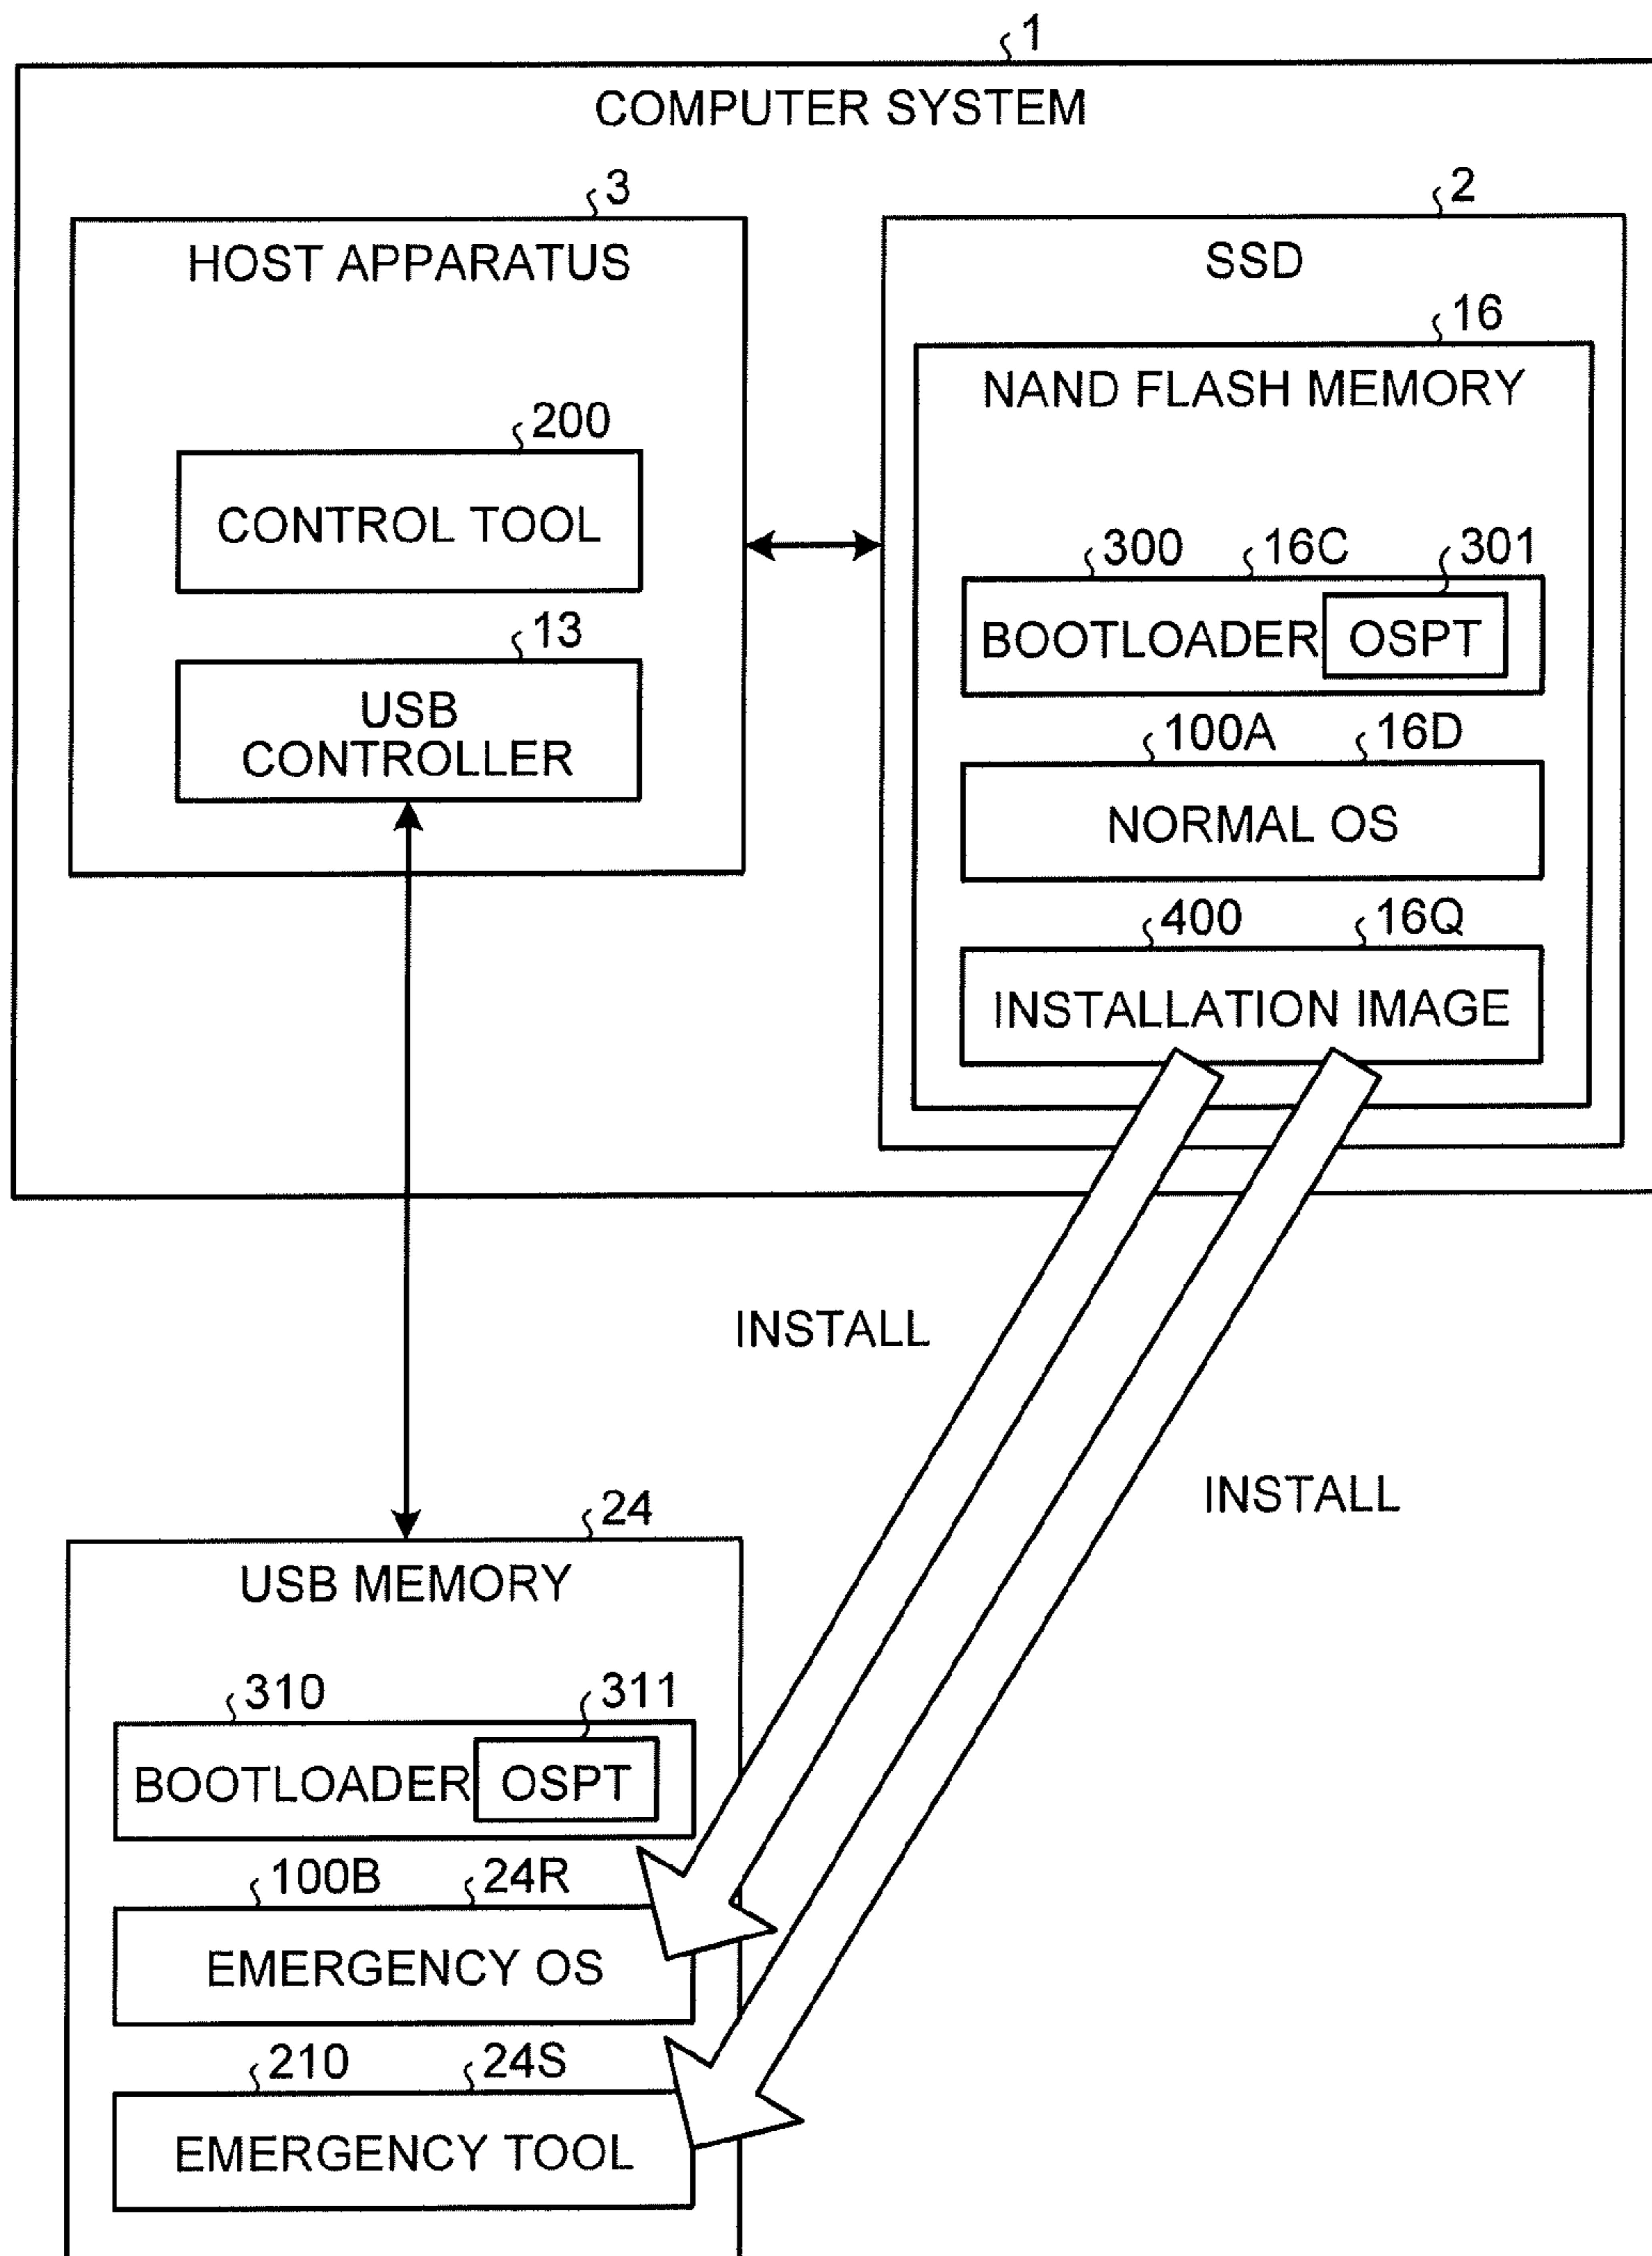 1
COMPUTER SYSTEM
3
HOST APPARATUS
200
CONTROL TOOL
13
USB
CONTROLLER
2
SSD
16
NAND FLASH MEMORY
300 16C 301
BOOTLOADER OSPT
100A 16D
NORMAL OS
400 16Q
INSTALLATION IMAGE
INSTALL
INSTALL
24
USB MEMORY
310 311
BOOTLOADER OSPT
100B 24R
EMERGENCY OS
210 24S
EMERGENCY TOOL